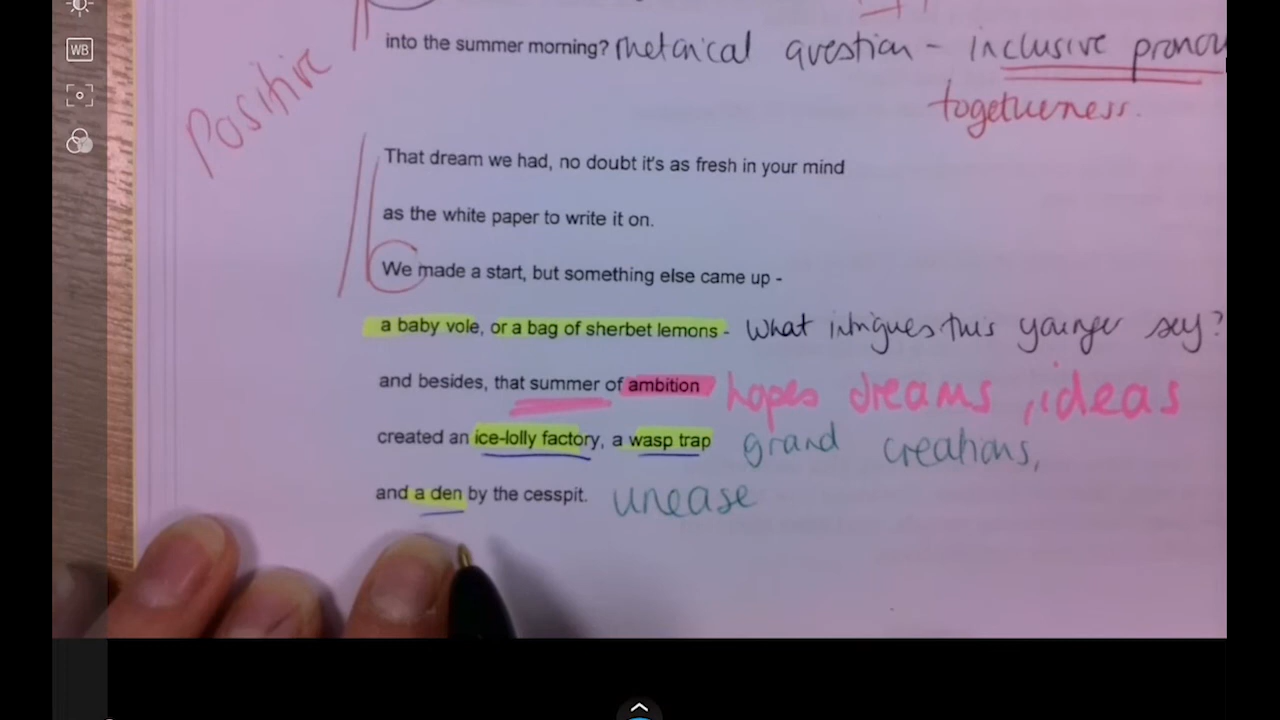 WB
into the summer morning? rhetorical question - inclusive pronou
togetherness.
Positive
That dream we had, no doubt it's as fresh in your mind
as the white paper to write it on.
We made a start, but something else came up -
a baby vole, or a bag of sherbet lemons - What intrigues this younger sey?
and besides, that summer of ambition hopes dreams, ideas
created an ice-lolly factory, a wasp trap grand creations,
and a den by the cesspit. unease